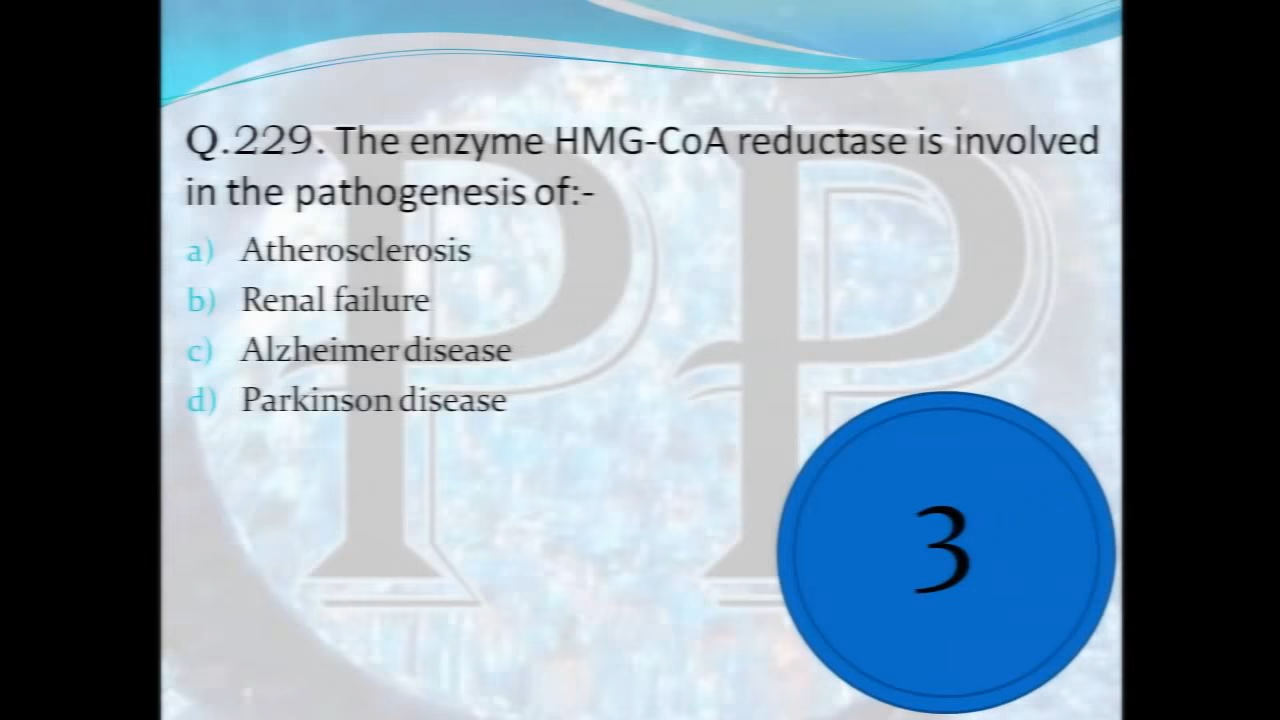 Q.229. The enzyme HMG-CoA reductase is involved
in the pathogenesis of:-
a) Atherosclerosis
b) Renal failure
c) Alzheimer disease
d) Parkinson disease
PP
3